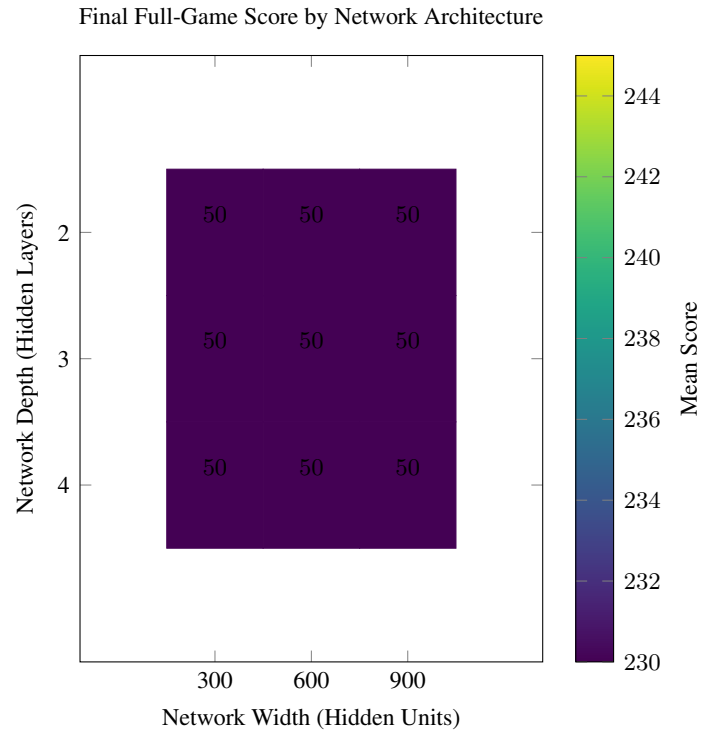 Final Full-Game Score by Network Architecture
50 50 50
50 50 50
50 50 50
2
3
4
300 600 900
Network Depth (Hidden Layers)
Network Width (Hidden Units)
244
242
240
238
236
234
232
230
Mean Score